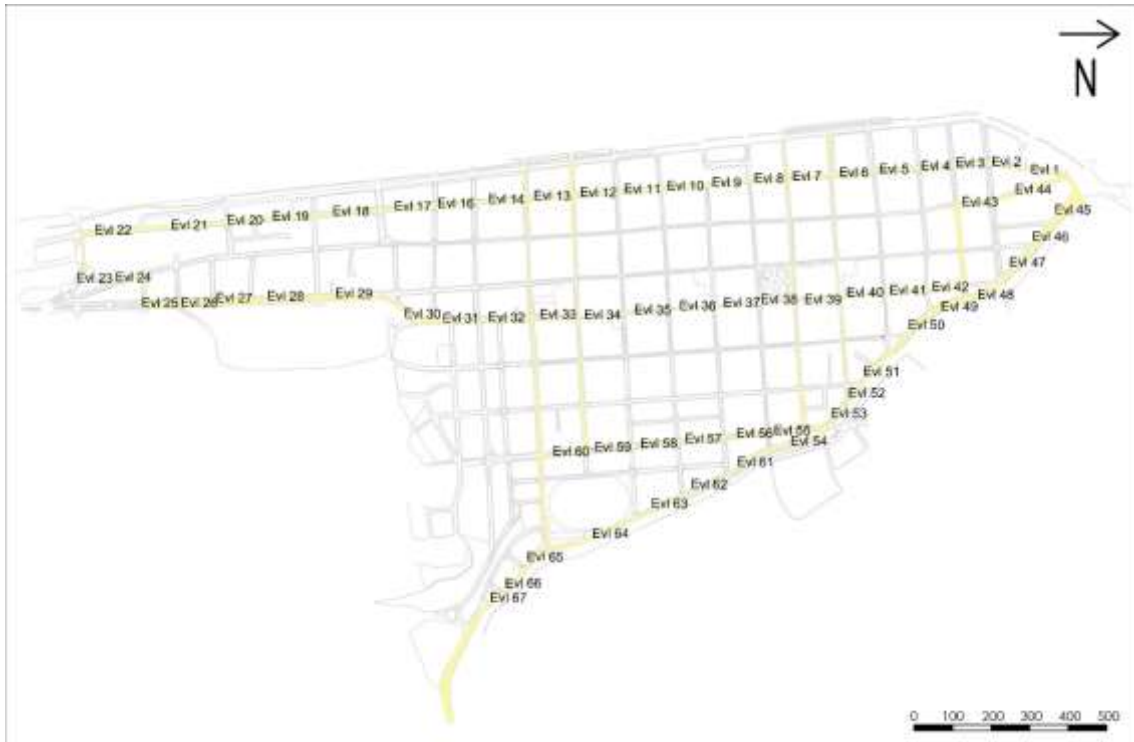 N
Evl 1
Evl 2
Evl 3
Evl 4
Evl 5
Evl 6
Evl 7
Evl 8
Evl 9
Evl 10
Evl 11
Evl 12
Evl 13
Evl 14
Evl 16
Evl 17
Evl 18
Evl 19
Evl 20
Evl 21
Evl 22
Evl 23
Evl 24
Evl 25
Evl 26
Evl 27
Evl 28
Evl 29
Evl 30
Evl 31
Evl 32
Evl 33
Evl 34
Evl 35
Evl 36
Evl 37
Evl 38
Evl 39
Evl 40
Evl 41
Evl 42
Evl 43
Evl 44
Evl 45
Evl 46
Evl 47
Evl 48
Evl 49
Evl 50
Evl 51
Evl 52
Evl 53
Evl 54
Evl 55
Evl 56
Evl 57
Evl 58
Evl 59
Evl 60
Evl 61
Evl 62
Evl 63
Evl 64
Evl 65
Evl 66
Evl 67
0 100 200 300 400 500